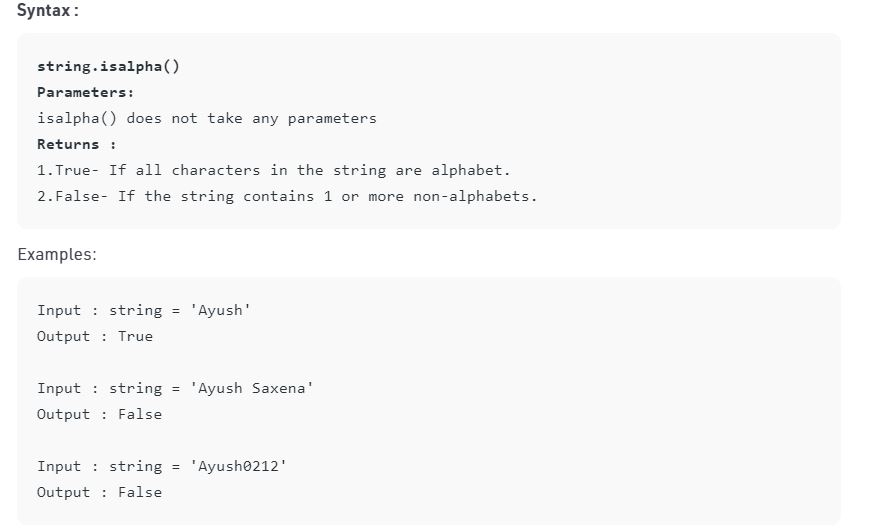 Syntax :
string.isalpha()
Parameters:
isalpha() does not take any parameters
Returns :
1.True- If all characters in the string are alphabet.
2.False- If the string contains 1 or more non-alphabets.
Examples:
Input : string = 'Ayush'
Output : True
Input : string = 'Ayush Saxena'
Output : False
Input : string = 'Ayush0212'
Output : False